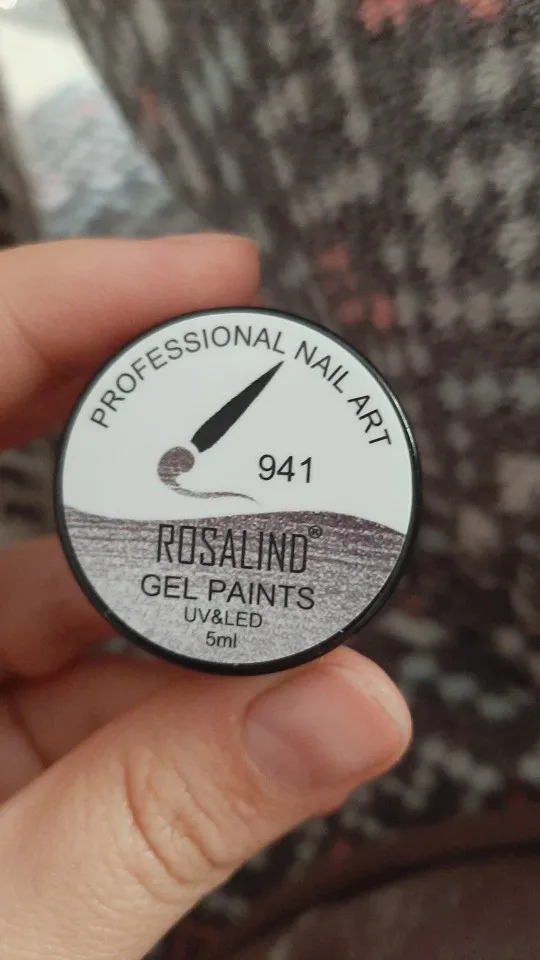 PROFESSIONAL NAIL ART
941
ROSALIND®
GEL PAINTS
UV&LED
5ml